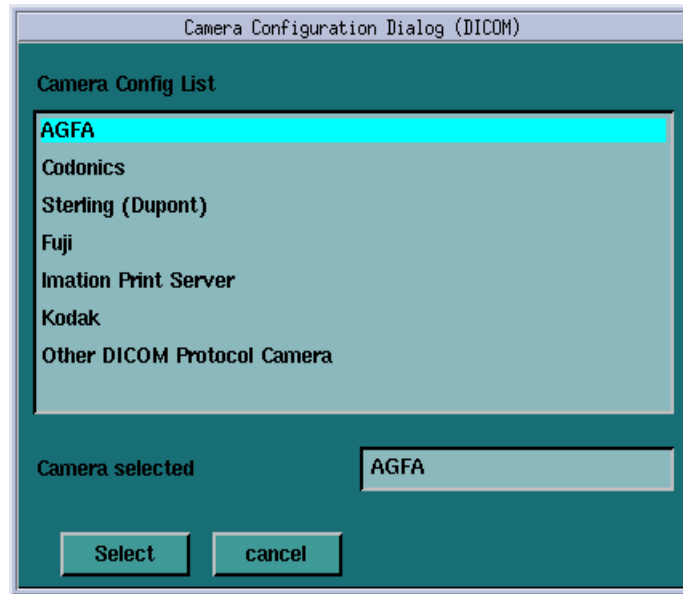 Camera Configuration Dialog (DICOM)
Camera Config List
AGFA
Codonics
Sterling (Dupont)
Fuji
Imation Print Server
Kodak
Other DICOM Protocol Camera
Camera selected AGFA
Select cancel